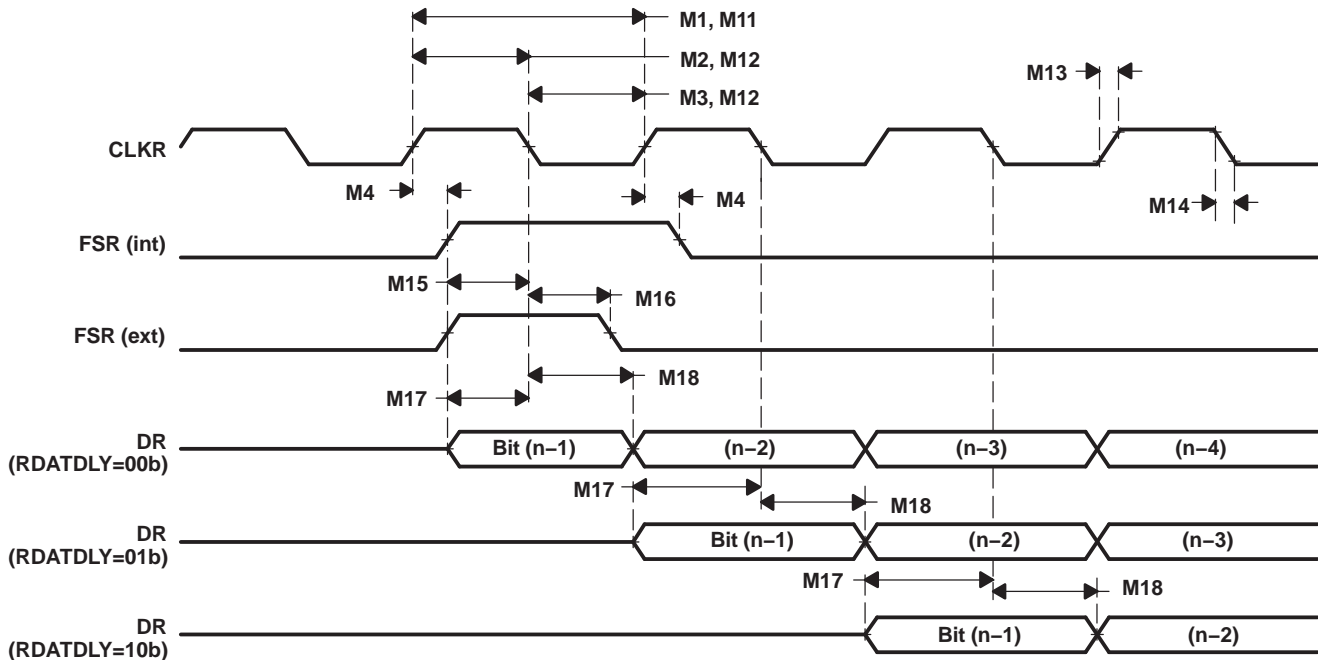 M1, M11
M2, M12
M3, M12
M13
CLKR
M4
M4
M14
FSR (int)
M15
M16
FSR (ext)
M18
M17
DR
(RDATDLY=00b)
Bit (n–1)
(n–2)
(n–3)
(n–4)
M17
M18
DR
(RDATDLY=01b)
Bit (n–1)
(n–2)
(n–3)
M17
M18
DR
(RDATDLY=10b)
Bit (n–1)
(n–2)